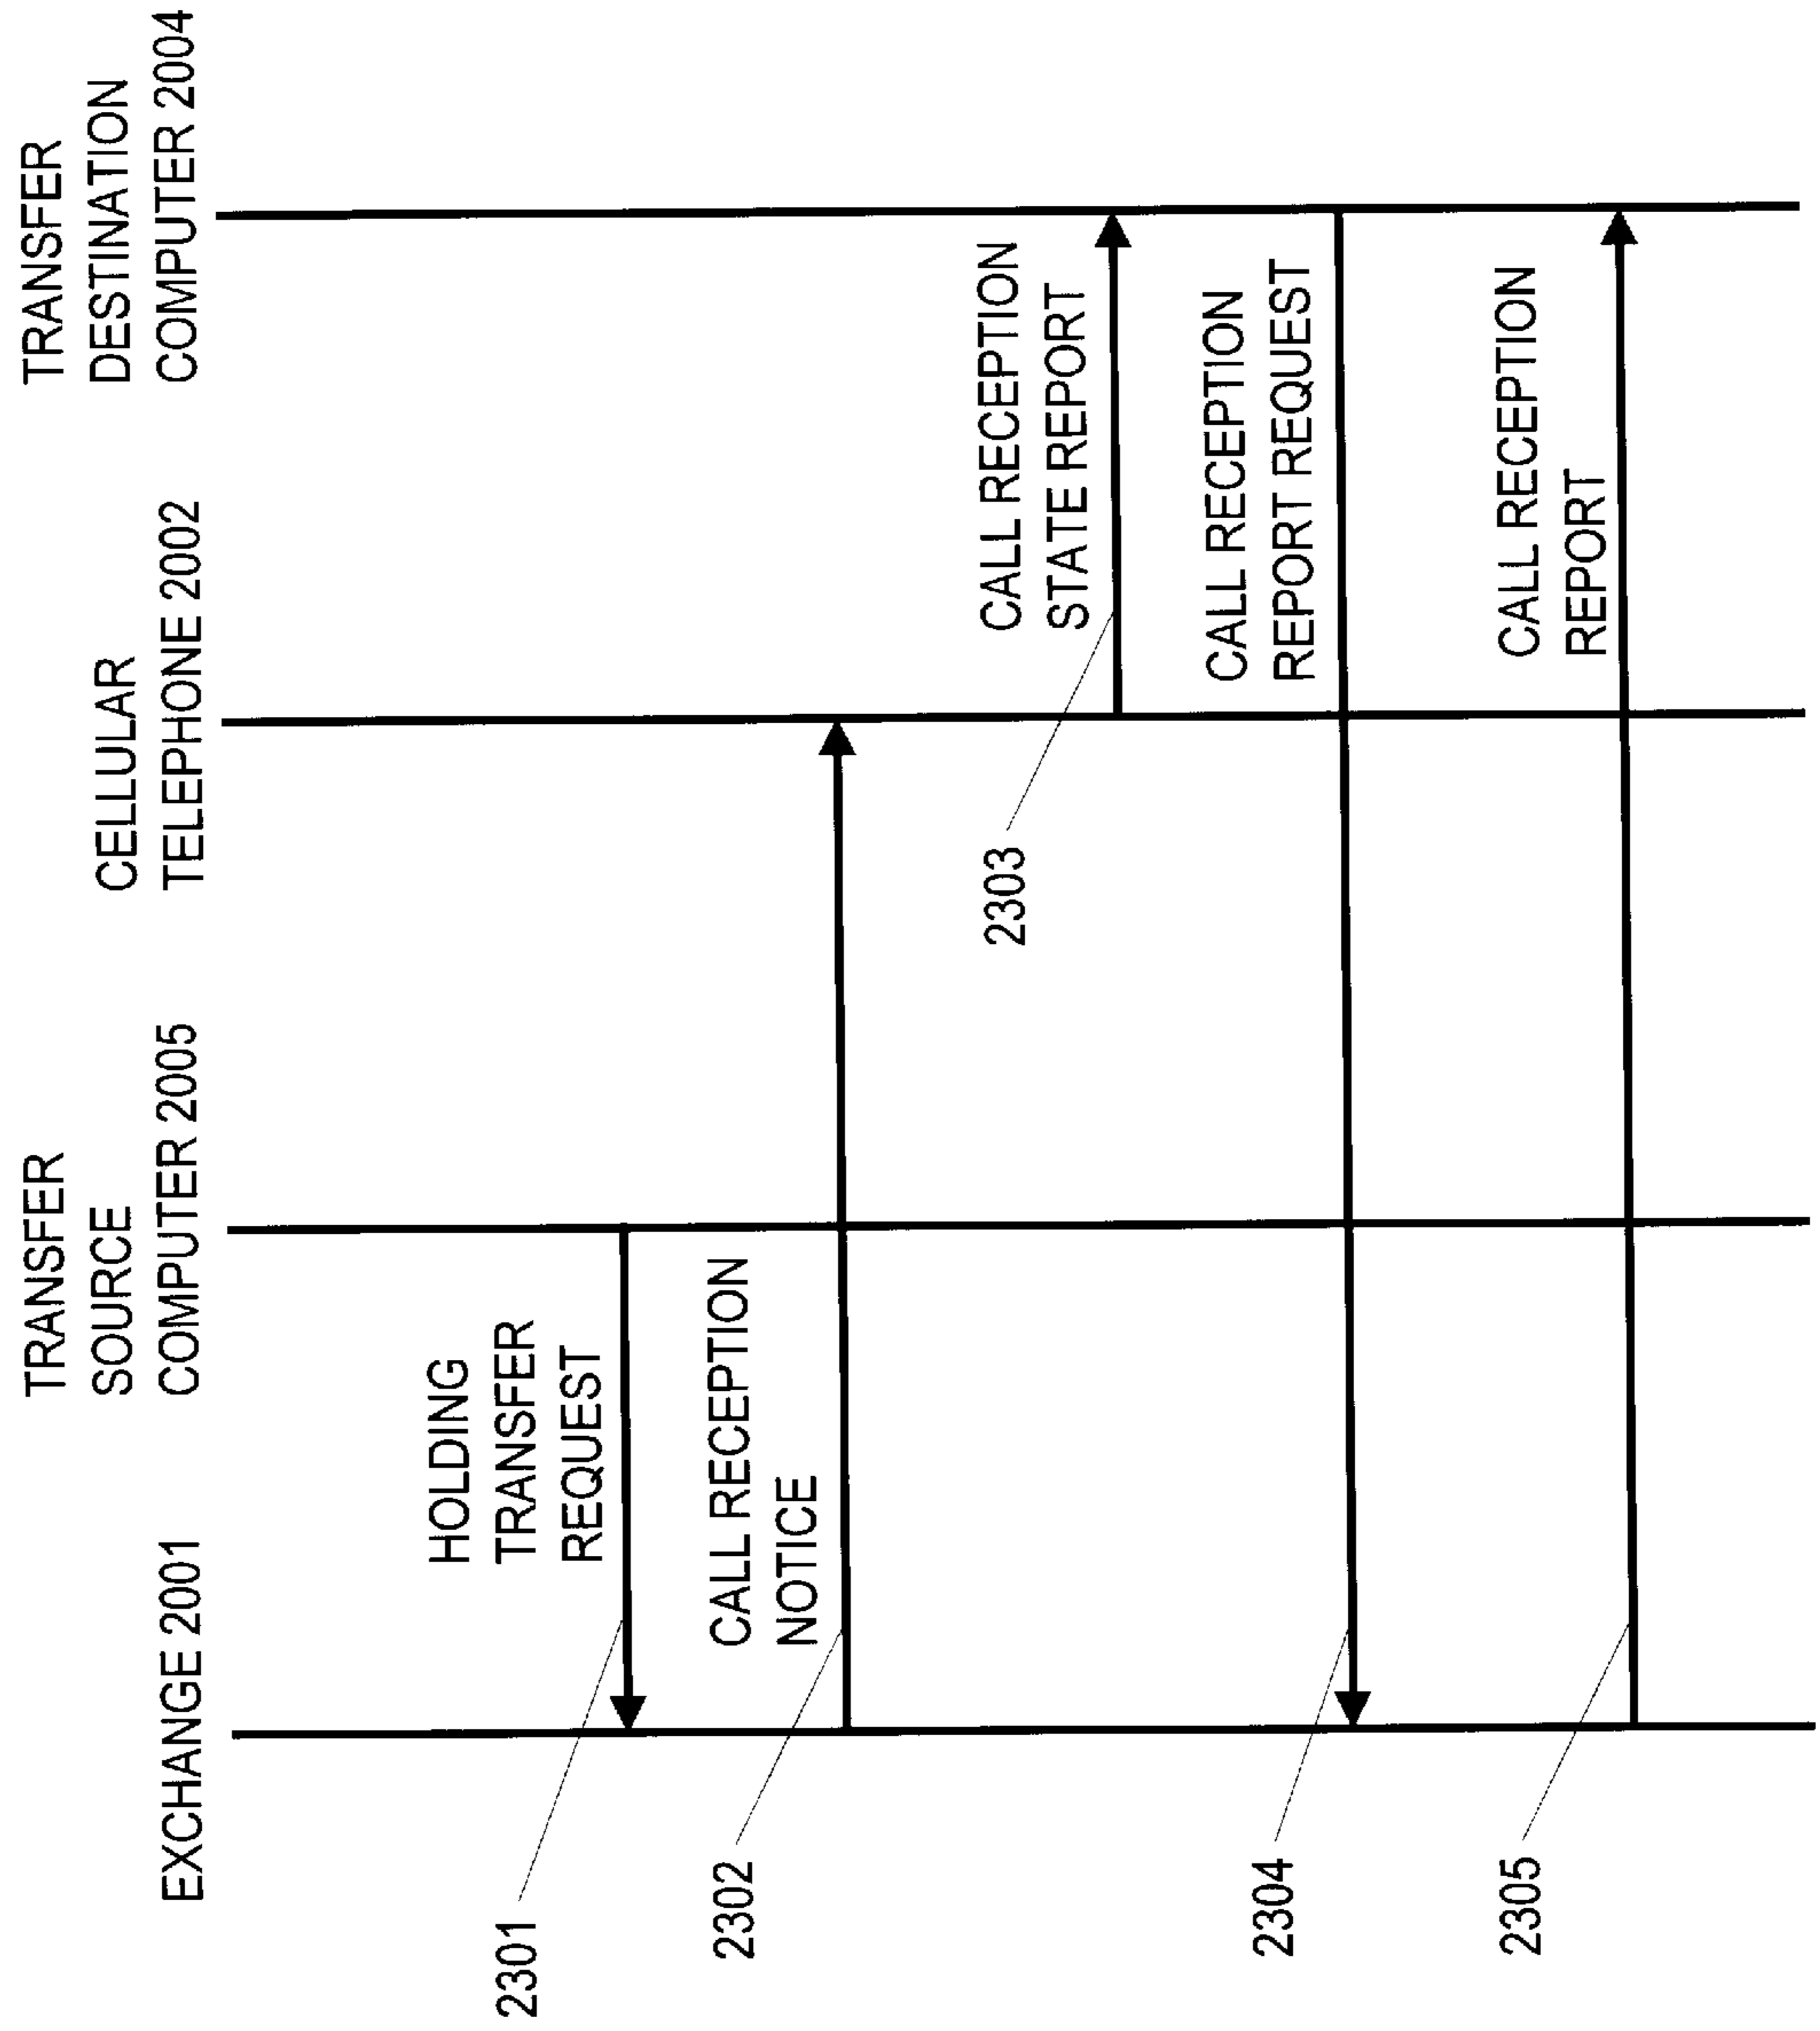 EXCHANGE 2001
TRANSFER
SOURCE
COMPUTER 2005
CELLULAR
TELEPHONE 2002
TRANSFER
DESTINATION
COMPUTER 2004
2301
HOLDING
TRANSFER
REQUEST
2302
CALL RECEPTION
NOTICE
2303
CALL RECEPTION
STATE REPORT
2304
CALL RECEPTION
REPORT REQUEST
2305
CALL RECEPTION
REPORT